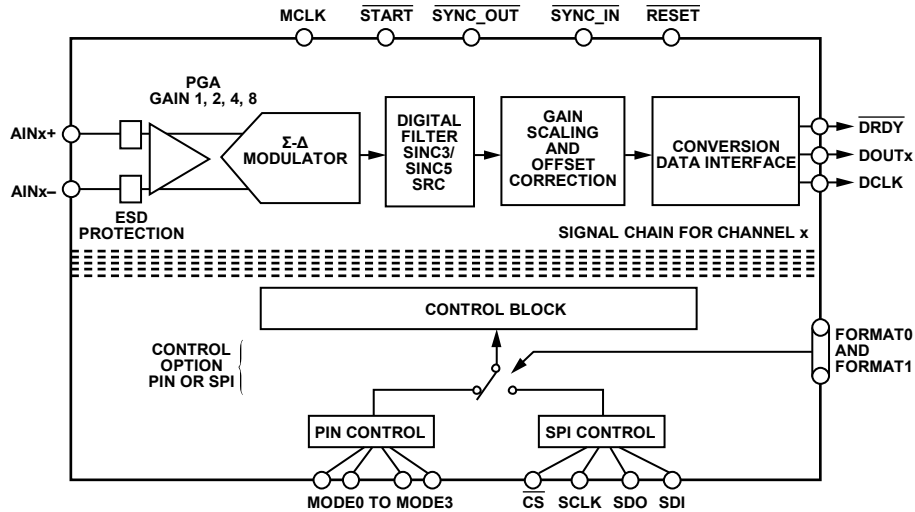 MCLK
START
SYNC_OUT
SYNC_IN
RESET
PGA
GAIN 1, 2, 4, 8
AINx+
AINx–
ESD
PROTECTION
Σ-Δ
MODULATOR
DIGITAL
FILTER
SINC3/
SINC5
SRC
GAIN
SCALING
AND
OFFSET
CORRECTION
CONVERSION
DATA INTERFACE
DRDY
DOUTx
DCLK
SIGNAL CHAIN FOR CHANNEL x
CONTROL BLOCK
CONTROL
OPTION
PIN OR SPI
FORMAT0
AND
FORMAT1
PIN CONTROL
SPI CONTROL
MODE0 TO MODE3
CS
SCLK
SDO
SDI